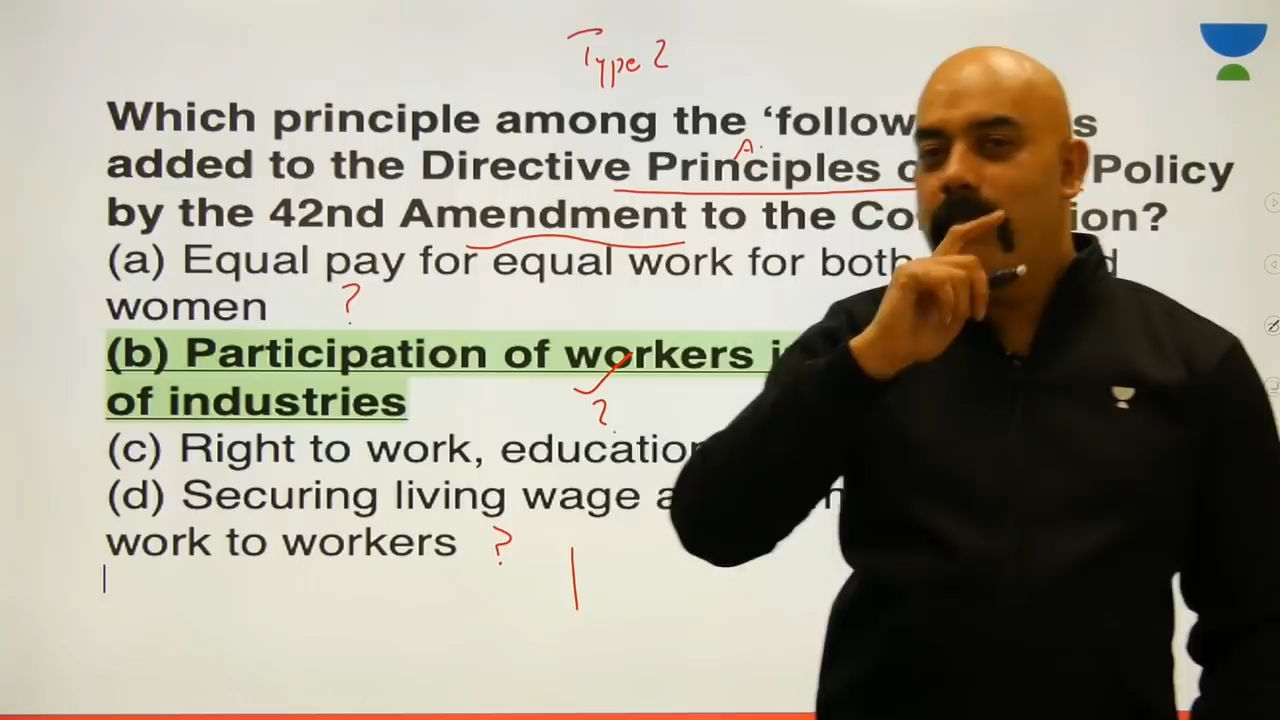 Type 2
Which principle among the ‘follow s
A.
added to the Directive Principles o Policy
by the 42nd Amendment to the Co ion?
(a) Equal pay for equal work for both d
women ?
(b) Participation of workers i
of industries
?
(c) Right to work, education
(d) Securing living wage a
work to workers ?